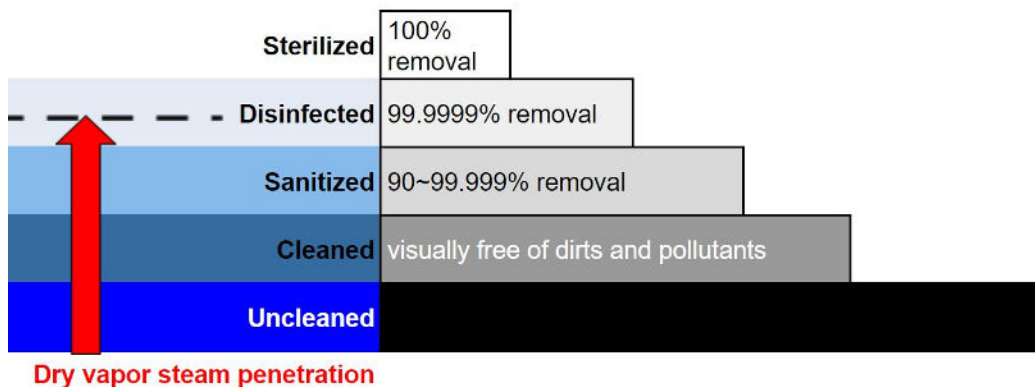 Sterilized
100%
removal
Disinfected
99.9999% removal
Sanitized
90~99.999% removal
Cleaned
visually free of dirts and pollutants
Uncleaned
Dry vapor steam penetration